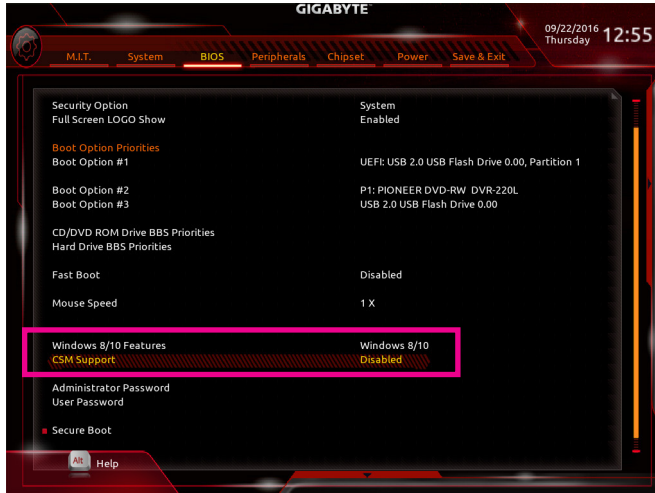 GIGABYTE™
09/22/2016 12:55
Thursday
M.I.T. System BIOS Peripherals Chipset Power Save & Exit
Security Option System
Full Screen LOGO Show Enabled
Boot Option Priorities
Boot Option #1 UEFI: USB 2.0 USB Flash Drive 0.00, Partition 1
Boot Option #2 P1: PIONEER DVD-RW DVR-220L
Boot Option #3 USB 2.0 USB Flash Drive 0.00
CD/DVD ROM Drive BBS Priorities
Hard Drive BBS Priorities
Fast Boot Disabled
Mouse Speed 1 X
Windows 8/10 Features Windows 8/10
CSM Support Disabled
Administrator Password
User Password
Secure Boot
Alt Help